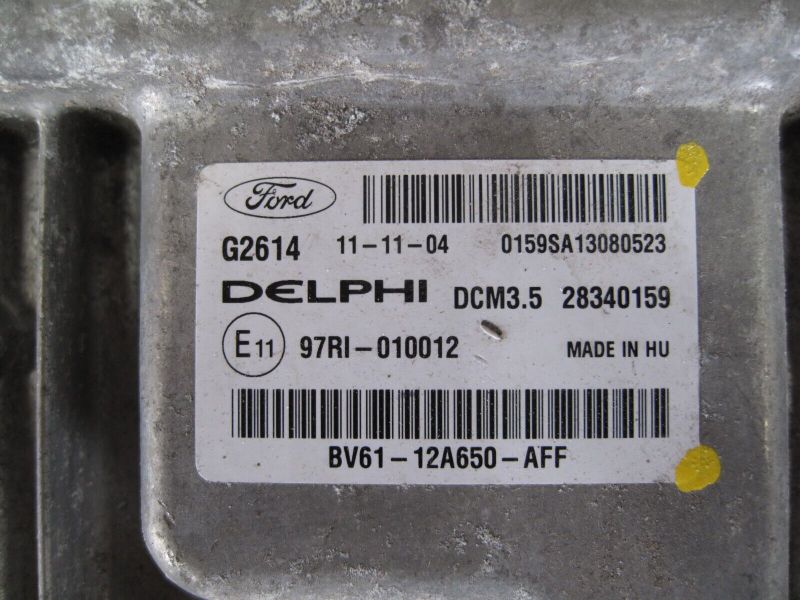 Ford
G2614 11-11-04 0159SA13080523
DELPHI DCM3.5 28340159
E11 97RI-010012 MADE IN HU
BV61-12A650-AFF